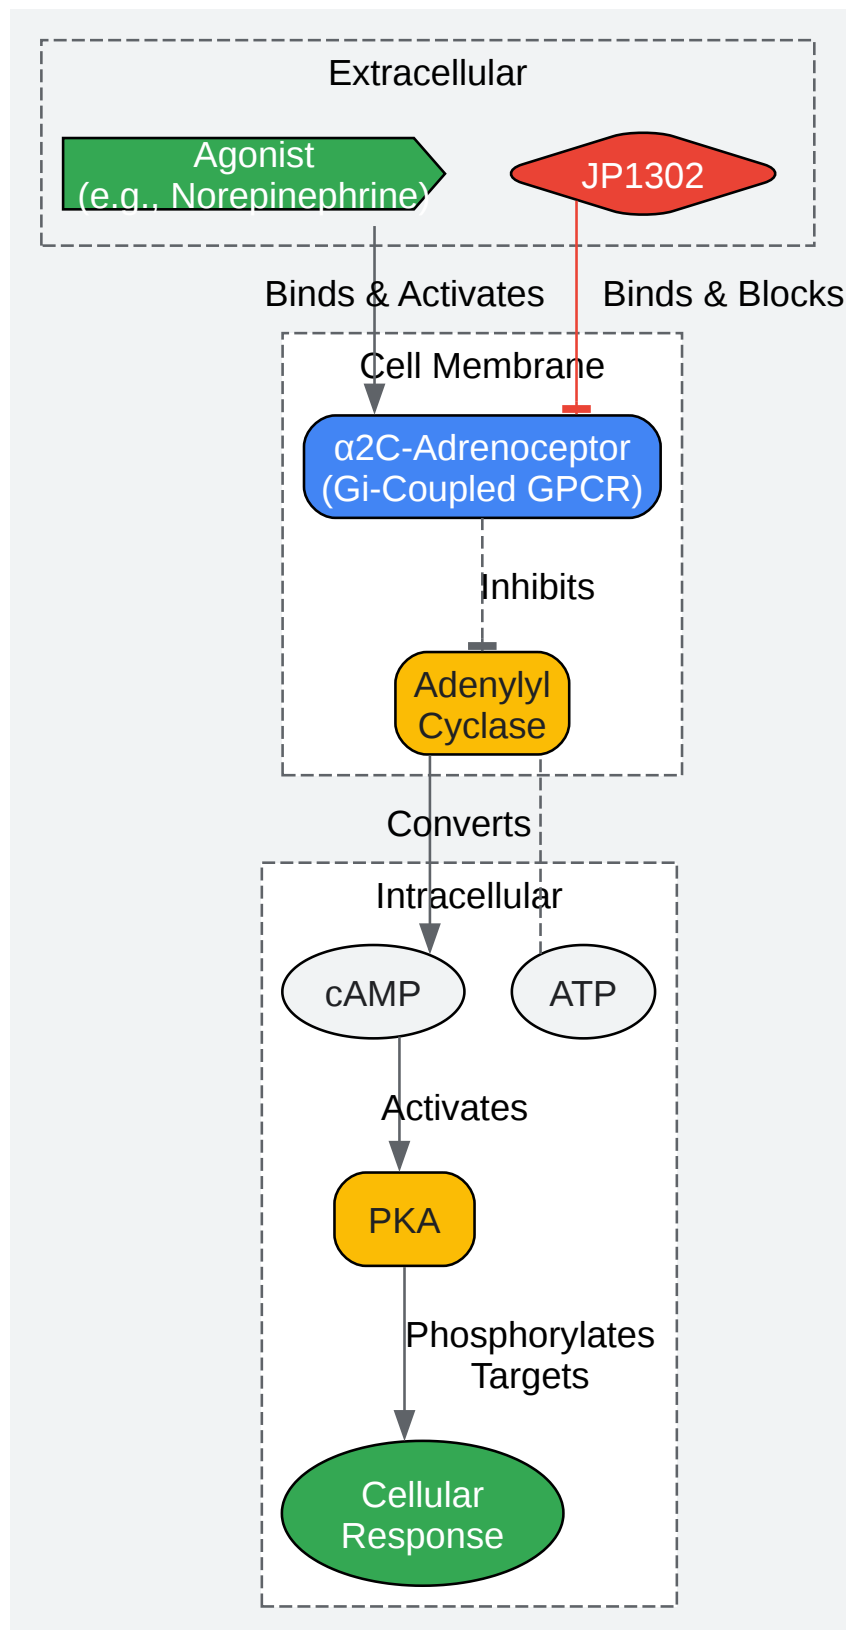 Extracellular
Agonist
(e.g., Norepinephrine)
JP1302
Binds & Activates
Binds & Blocks
Cell Membrane
α2C-Adrenoceptor
(Gi-Coupled GPCR)
Inhibits
Adenylyl
Cyclase
Converts
Intracellular
cAMP
ATP
Activates
PKA
Phosphorylates
Targets
Cellular
Response